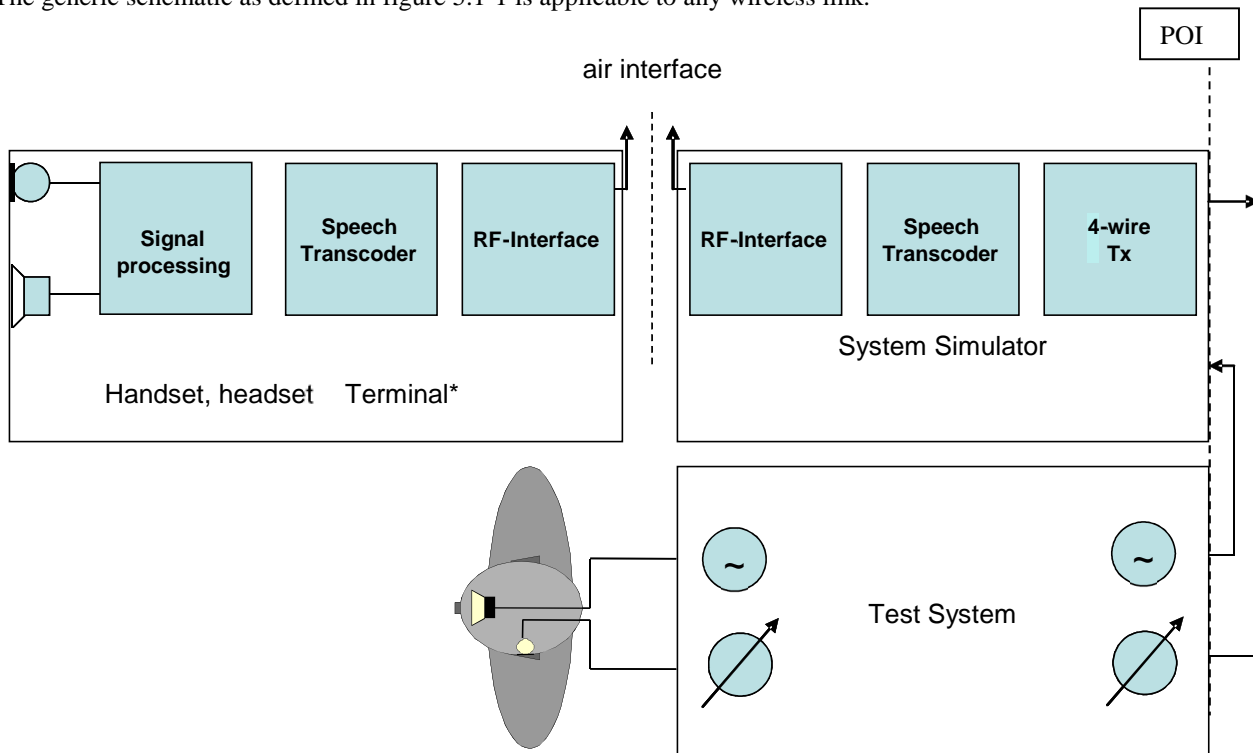 The generic schematic as defined in figure 5.1-1 is applicable to any wireless link.
POI
air interface
Signal
processing
Speech
Transcoder
RF-Interface
RF-Interface
Speech
Transcoder
4-wire
Tx
System Simulator
Handset, headset Terminal*
~
~
Test System